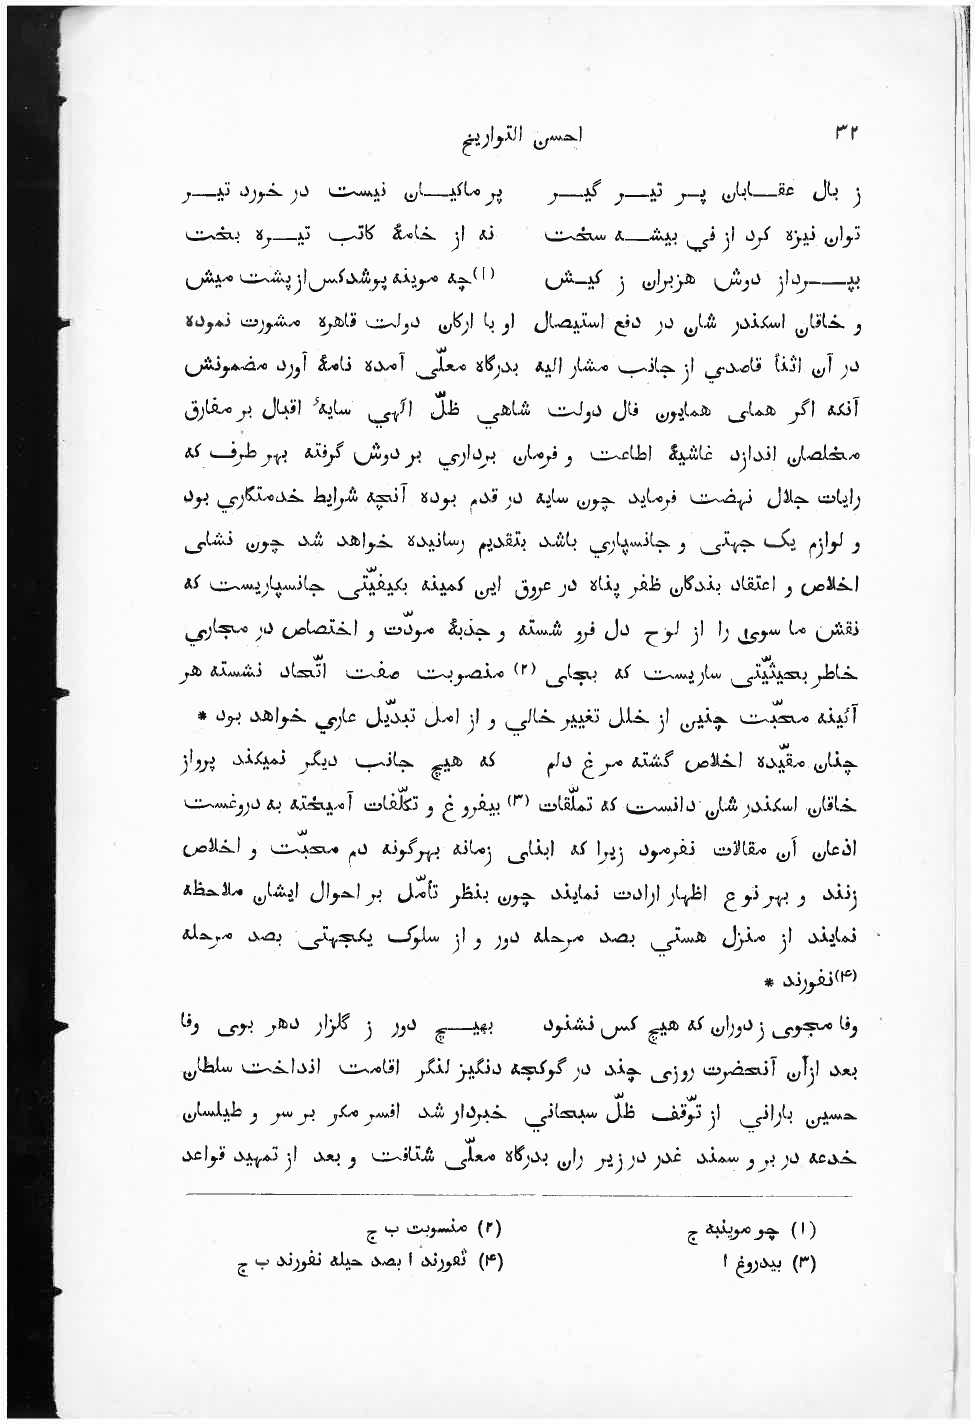 ۳۲ احسن التواریخ
ز بال عقابان پر تیر گیر پر ماکیان نیست در خورد تیر
توان نیزه کرد از في بیشه سخت نه از خامهٔ کاتب تیره بخت
بپرداز دوش هزبران ز کیش (۱) چه موینه پوشدکس از پشت میش
و خاقان اسکندر شان در دفع استیصال او با ارکان دولت قاهره مشورت نموده
در آن اثنأ قاصدي از جانب مشار الیه بدرگاه معلّی آمده نامهٔ آورد مضمونش
آنکه اگر همای همایون فال دولت شاهي ظلّ الٓهي سایهٔ اقبال بر مفارق
مخلصان اندازد غاشیهٔ اطاعت و فرمان برداري بر دوش گرفته بهر طرف که
رایات جلال نهضت فرماید چون سایه در قدم بوده آنچه شرایط خدمتگاري بود
و لوازم یک جهتی و جانسپاري باشد بتقدیم رسانیده خواهد شد چون نشای
اخلاص و اعتقاد بندگان ظفر پناه در عروق این کمینه بکیفیّتی جانسپاریست که
نقش ما سوی را از لوح دل فرو شسته و جذبهٔ مودّت و اختصاص در مجاري
خاطر بحیثیّتی ساریست که بجای (۲) منصوبت صفت اتّحاد نشسته هر
آئینه محبّت چنین از خلل تغییر خالي و از امل تبدّیل عاري خواهد بود *
چنان مقیّده اخلاص گشته مرغ دلم که هیچ جانب دیگر نمیکند پرواز
خاقان اسکندر شان دانست که تملّقات (۳) بیفروغ و تکلّفات آمیخته به دروغست
اذعان آن مقالات نفرمود زیرا که ابنای زمانه بهرگونه دم محبّت و اخلاص
زنند و بهر نوع اظهار ارادت نمایند چون بنظر تأمّل بر احوال ایشان ملاحظه
نمایند از منزل هستي بصد مرحله دور و از سلوک یکجهتی بصد مرحله
(۴) نفورند *
وفا مجوی ز دوران که هیچ کس نشنود بهیچ دور ز گلزار دهر بوی وفا
بعد ازآن آنحضرت روزی چند در گوکجه دنگیز لنگر اقامت انداخت سلطان
حسین باراني از توّقف ظلّ سبحاني خبردار شد افسر مکر بر سر و طیلسان
خدعه در بر و سمند غدر در زیر ران بدرگاه معلّی شتافت و بعد از تمهید قواعد
(۱) چو موینبه ج (۲) منسوبت ب ج
(۳) بیدروغ ا (۴) تعورند ا بصد حیله نفورند ب ج